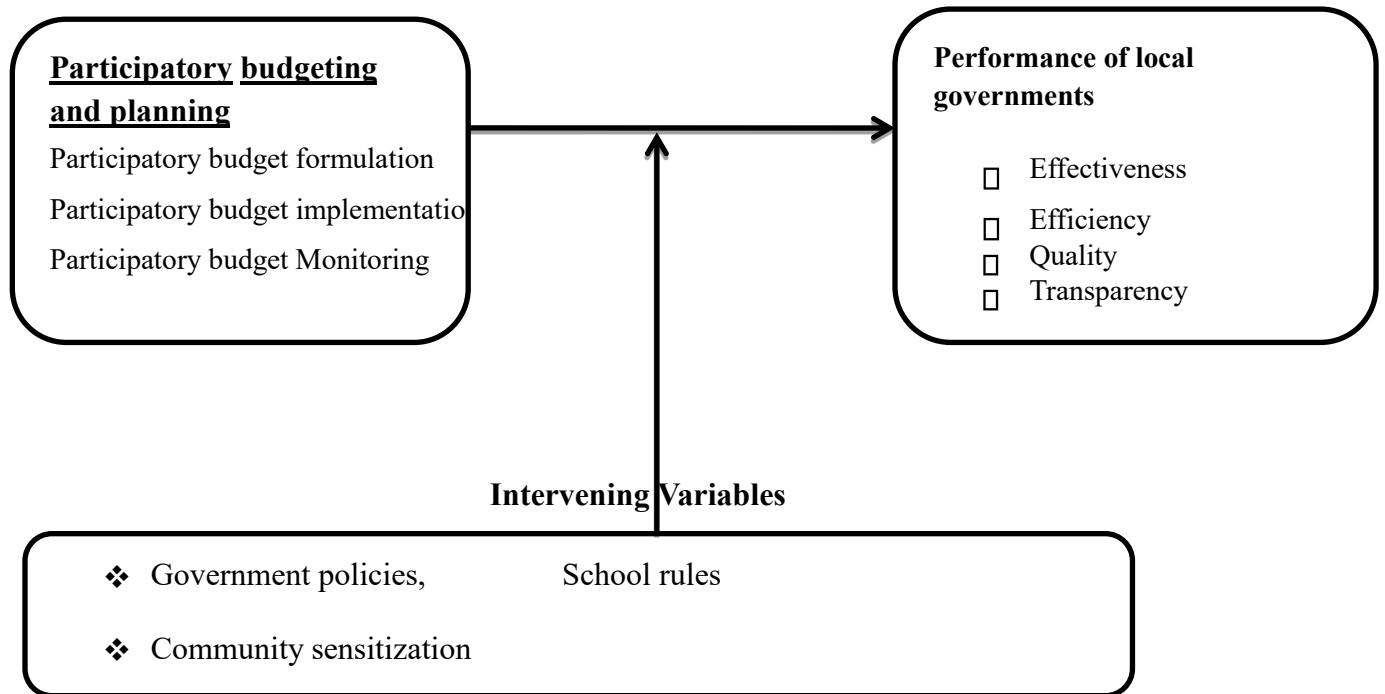 Participatory budgeting
and planning
Participatory budget formulation
Participatory budget implementatio
Participatory budget Monitoring
Performance of local
governments
Effectiveness
Efficiency
Quality
Transparency
Intervening Variables
❖ Government policies, School rules
❖ Community sensitization